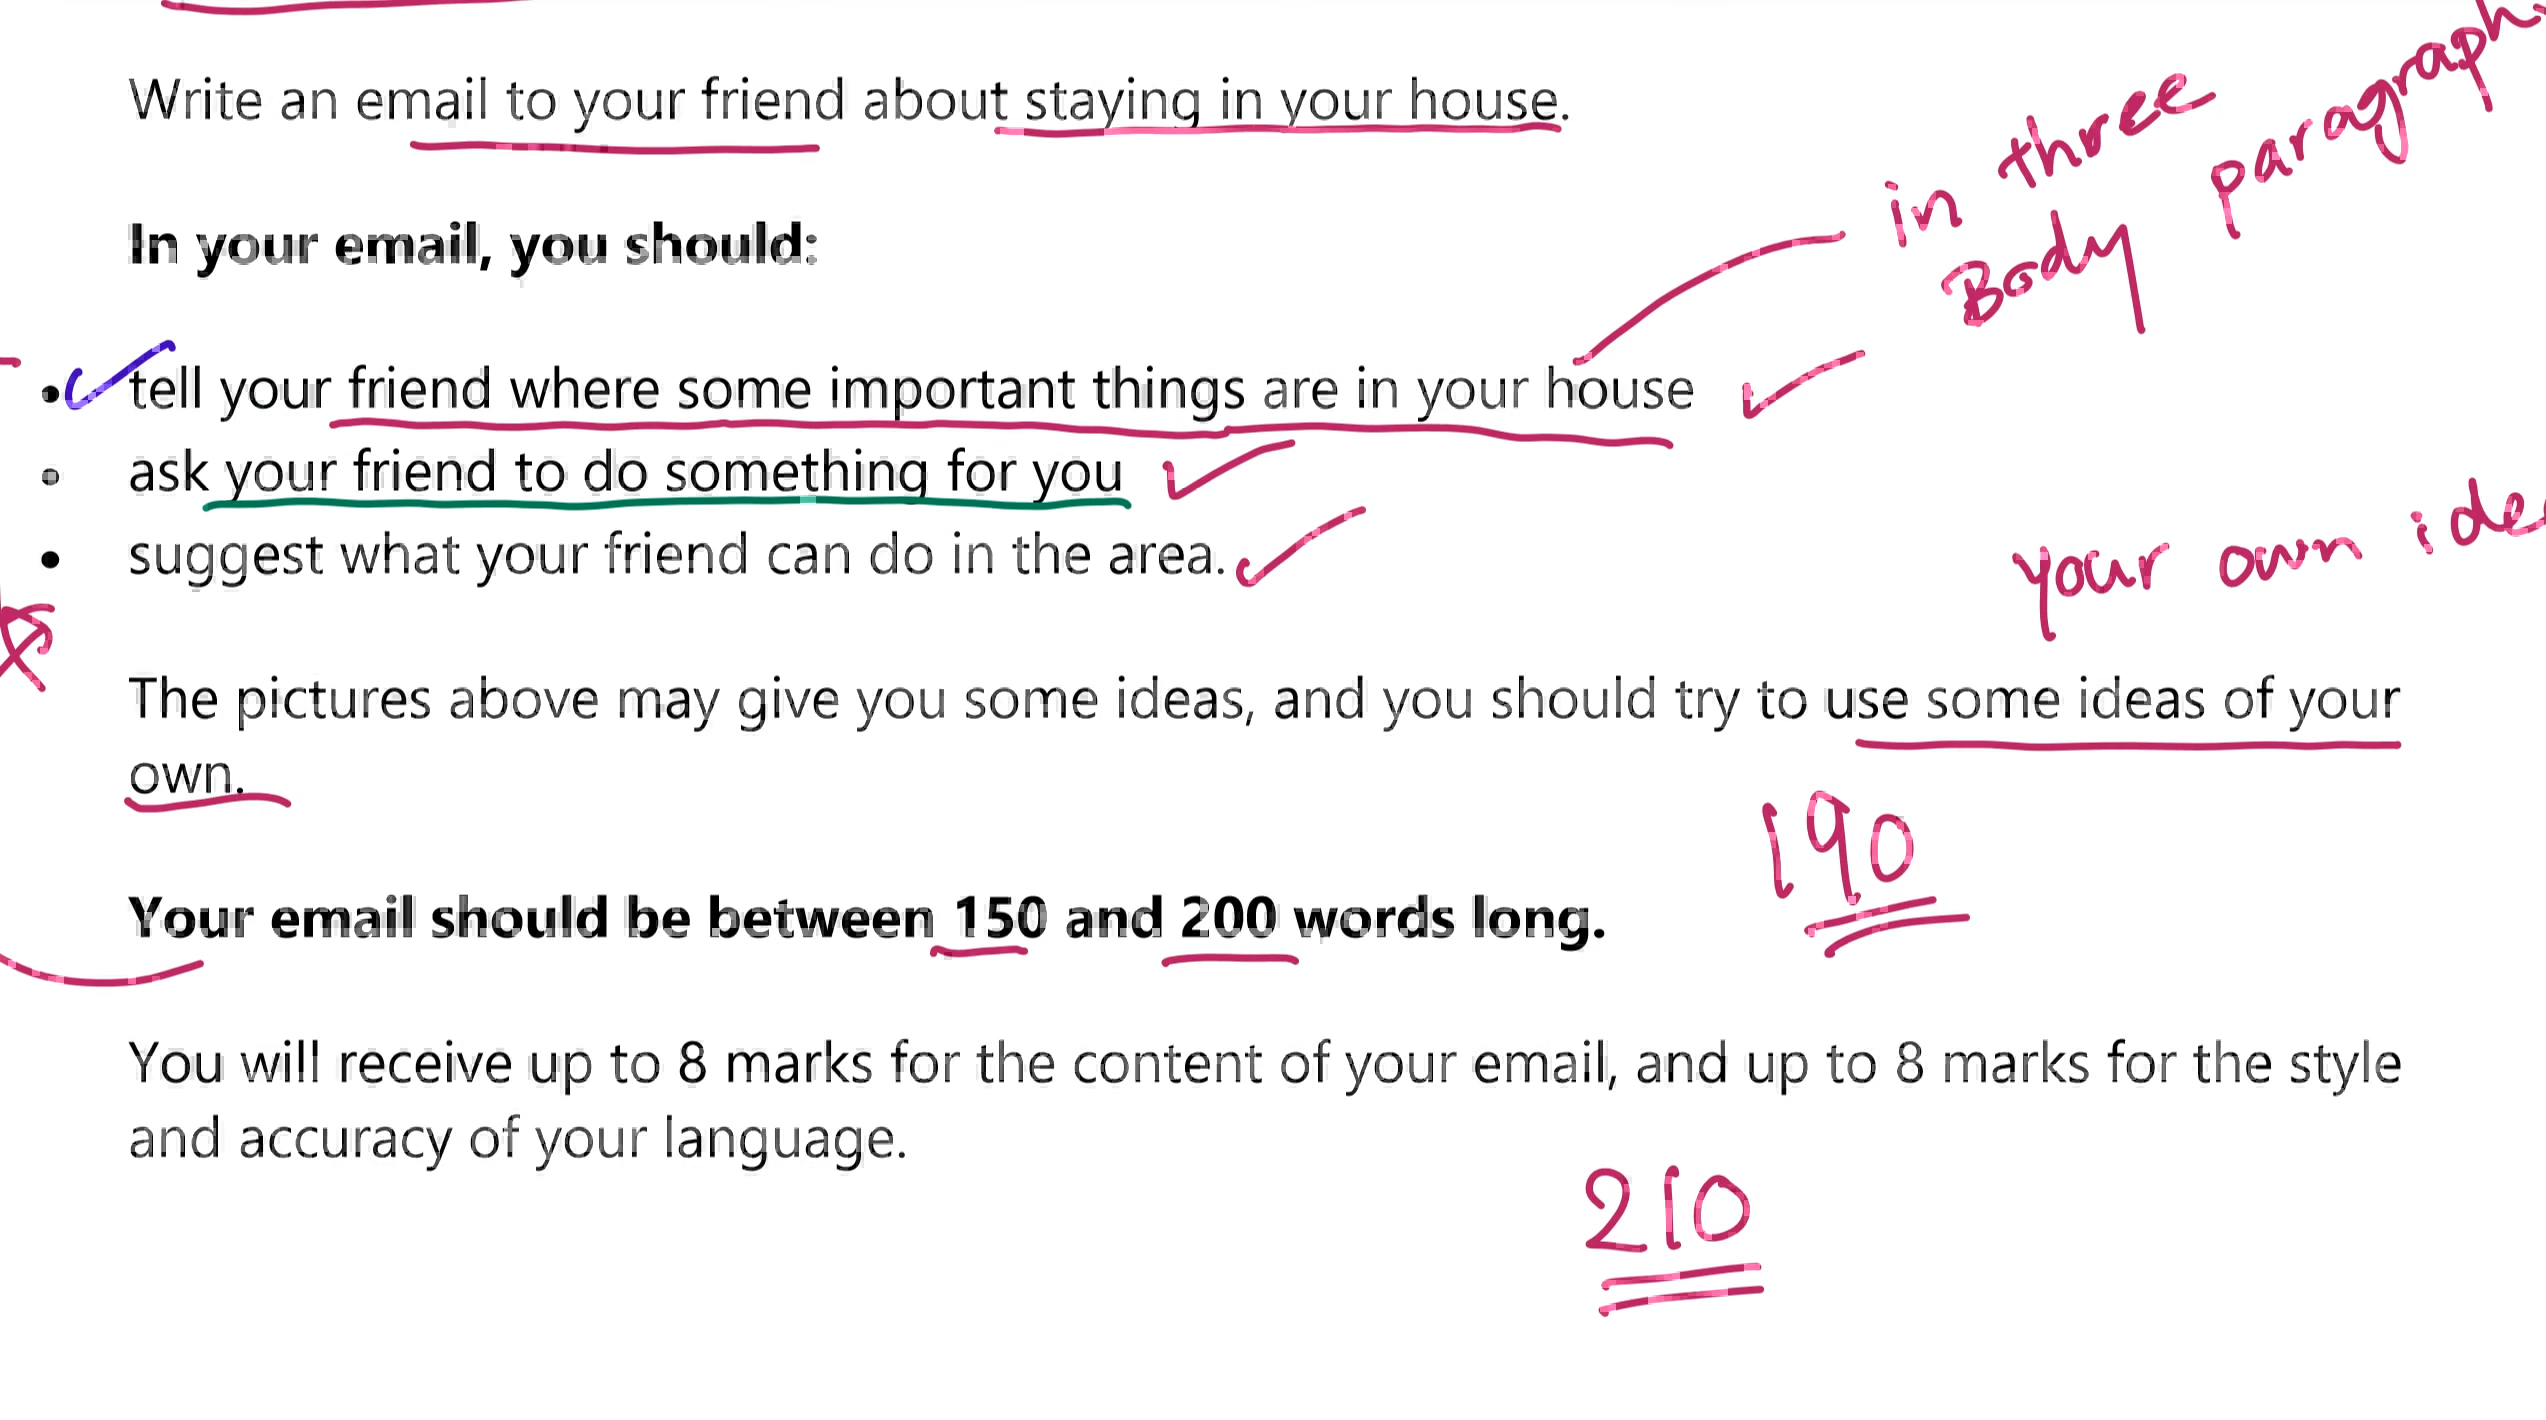 Write an email to your friend about staying in your house.
in three
Body paragraph
In your email, you should:
• tell your friend where some important things are in your house
• ask your friend to do something for you
• suggest what your friend can do in the area.
your own
The pictures above may give you some ideas, and you should try to use some ideas of your
own.
190
Your email should be between 150 and 200 words long.
You will receive up to 8 marks for the content of your email, and up to 8 marks for the style
and accuracy of your language.
210